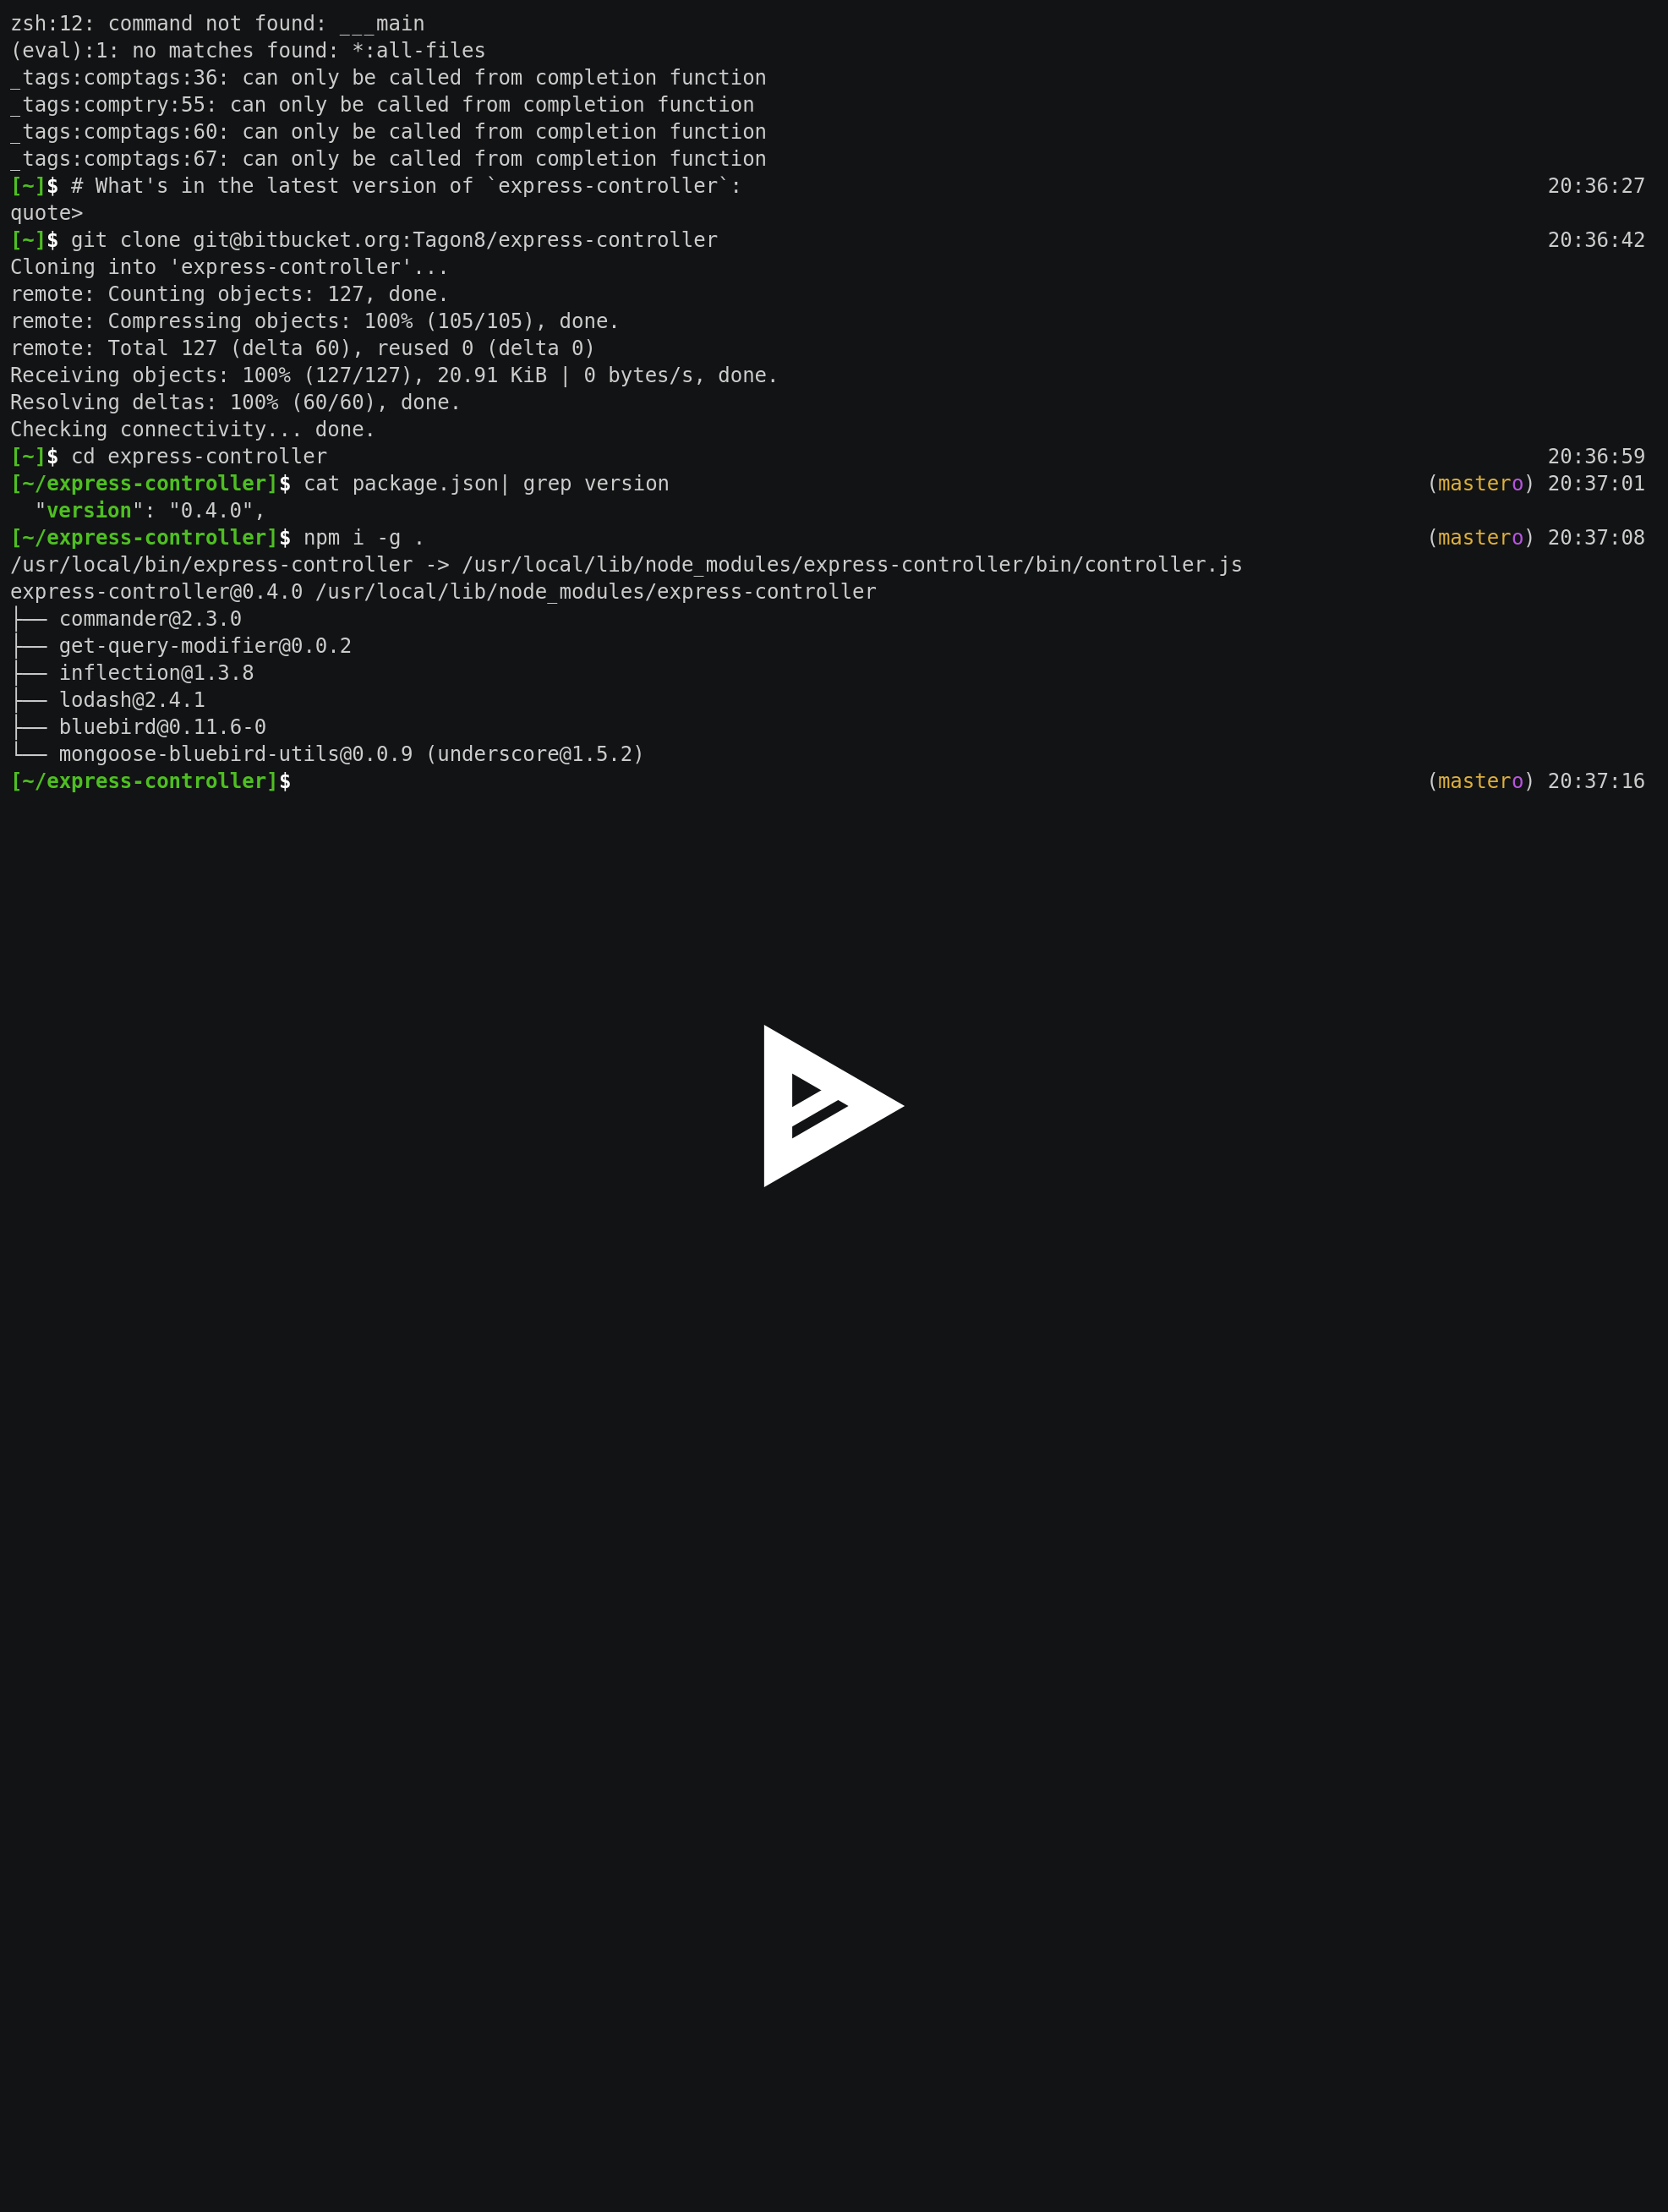 zsh:12: command not found: ___main
(eval):1: no matches found: *:all-files
_tags:comptags:36: can only be called from completion function
_tags:comptry:55: can only be called from completion function
_tags:comptags:60: can only be called from completion function
_tags:comptags:67: can only be called from completion function
[~]$ # What's in the latest version of `express-controller`: 20:36:27
quote>
[~]$ git clone git@bitbucket.org:Tagon8/express-controller 20:36:42
Cloning into 'express-controller'...
remote: Counting objects: 127, done.
remote: Compressing objects: 100% (105/105), done.
remote: Total 127 (delta 60), reused 0 (delta 0)
Receiving objects: 100% (127/127), 20.91 KiB | 0 bytes/s, done.
Resolving deltas: 100% (60/60), done.
Checking connectivity... done.
[~]$ cd express-controller 20:36:59
[~/express-controller]$ cat package.json| grep version (mastero) 20:37:01
  "version": "0.4.0",
[~/express-controller]$ npm i -g . (mastero) 20:37:08
/usr/local/bin/express-controller -> /usr/local/lib/node_modules/express-controller/bin/controller.js
express-controller@0.4.0 /usr/local/lib/node_modules/express-controller
├── commander@2.3.0
├── get-query-modifier@0.0.2
├── inflection@1.3.8
├── lodash@2.4.1
├── bluebird@0.11.6-0
└── mongoose-bluebird-utils@0.0.9 (underscore@1.5.2)
[~/express-controller]$ (mastero) 20:37:16